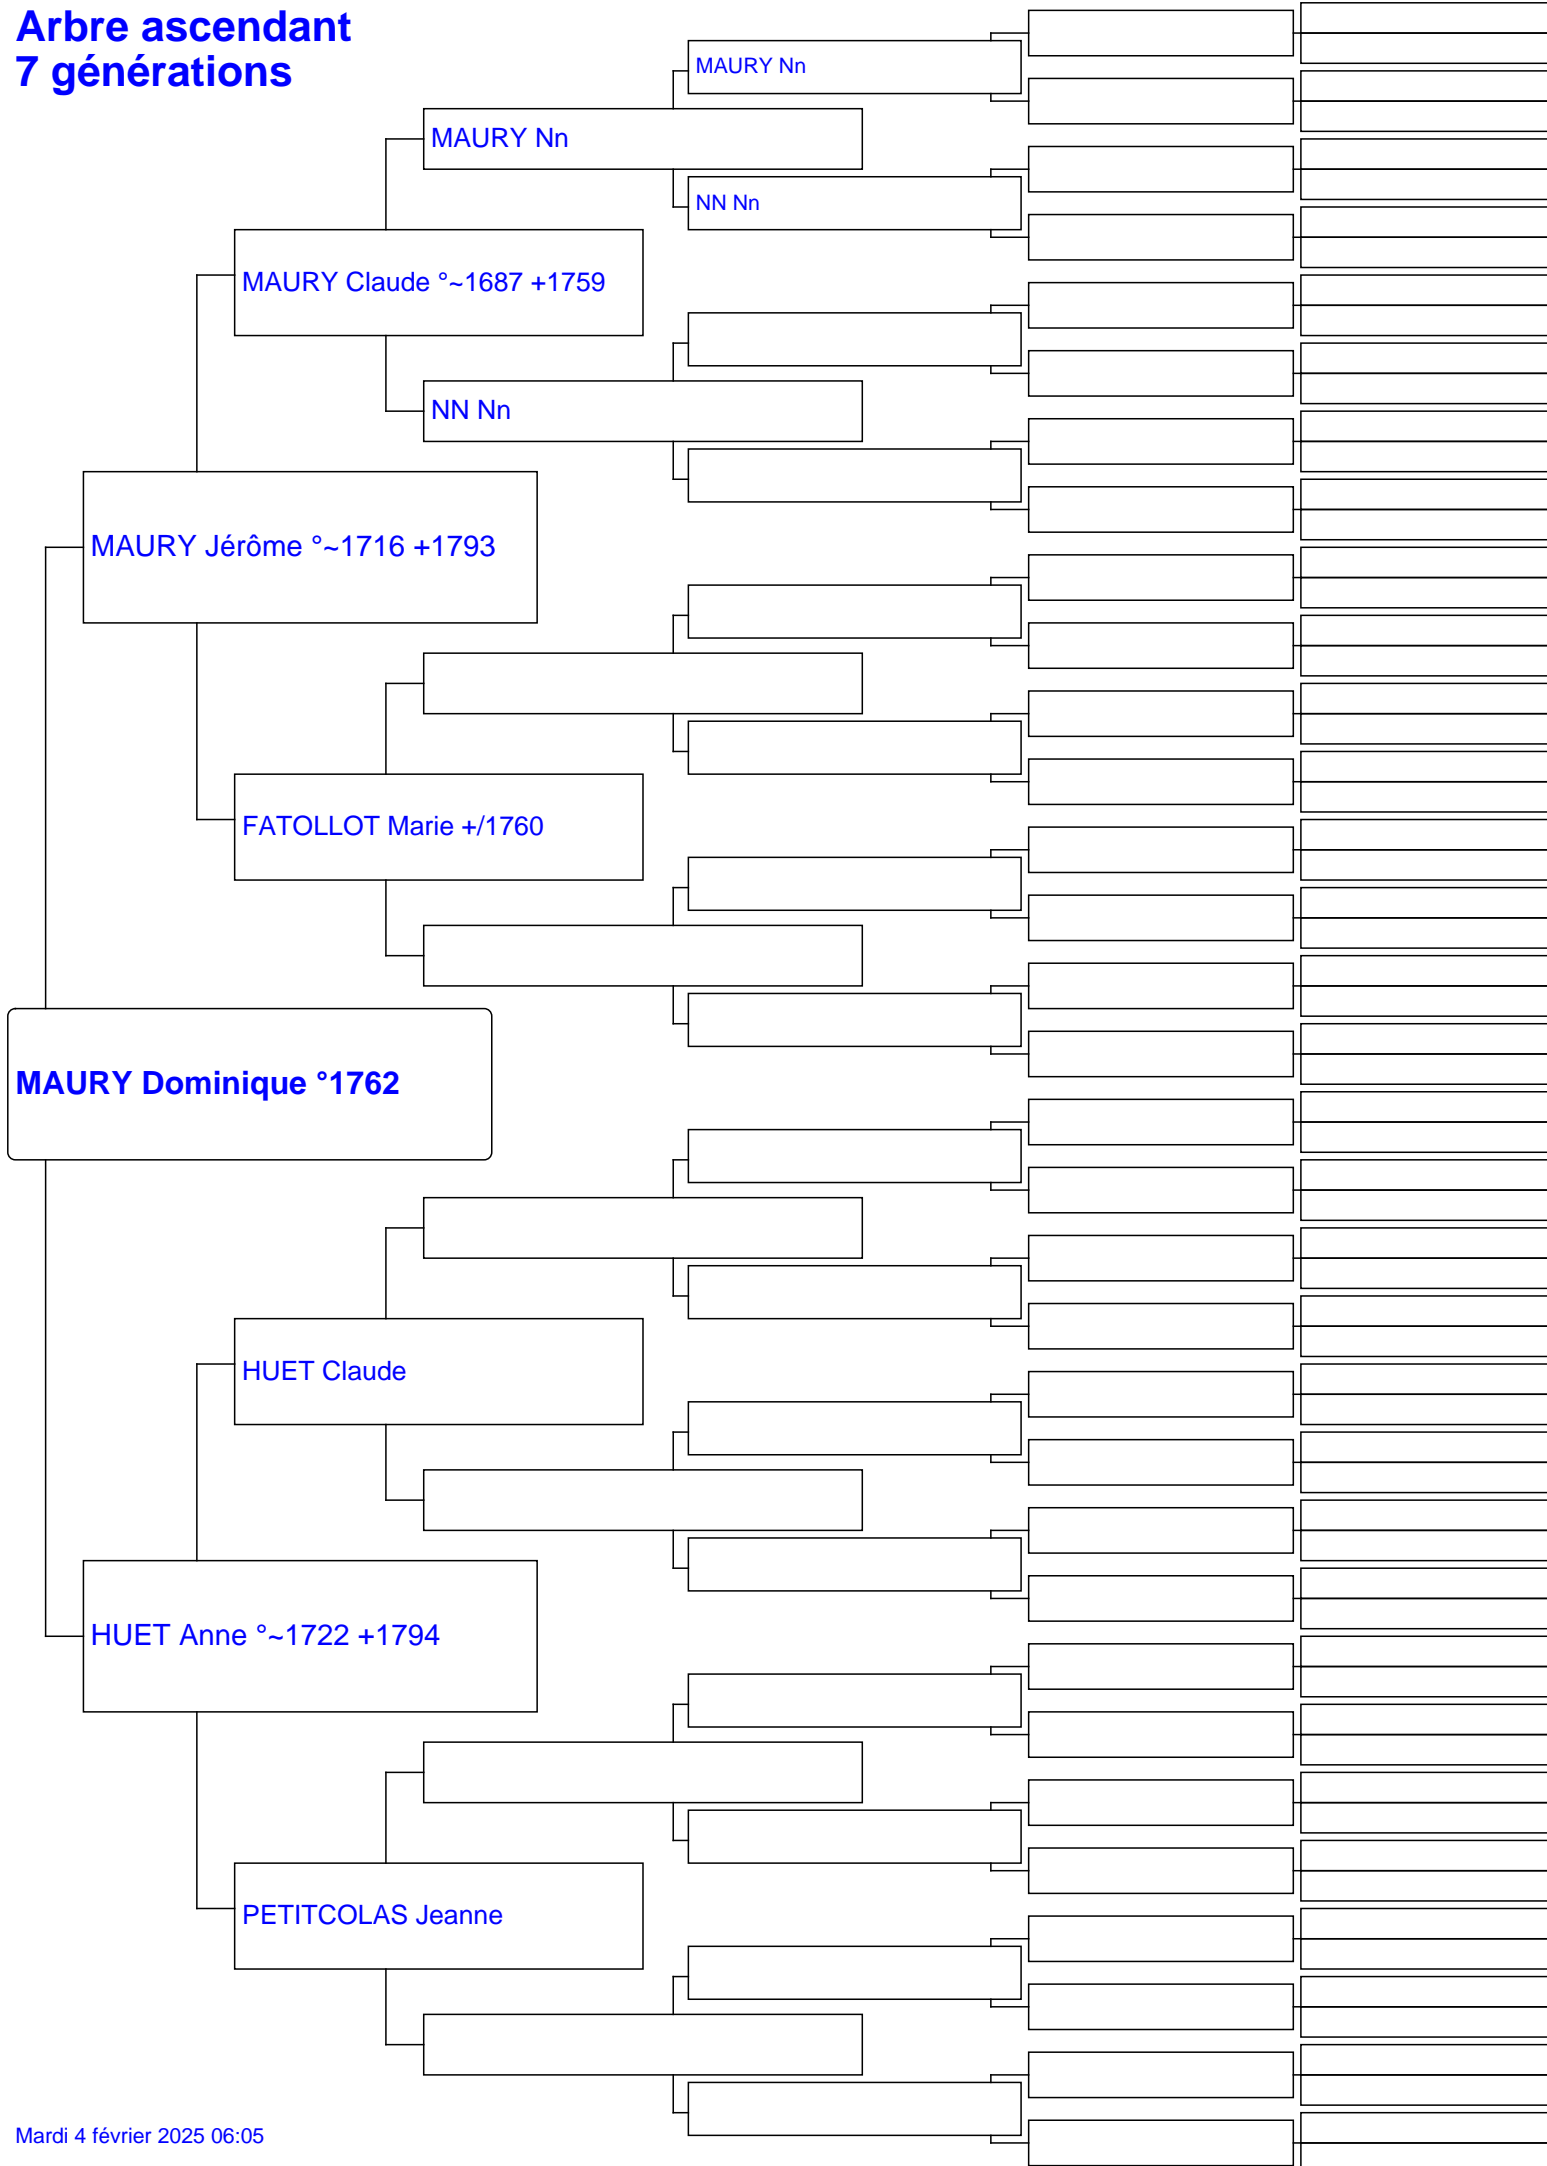 Arbre ascendant
7 générations
MAURY Nn
MAURY Nn
NN Nn
MAURY Claude °~1687 +1759
NN Nn
MAURY Jérôme °~1716 +1793
FATOLLOT Marie +/1760
MAURY Dominique °1762
HUET Claude
HUET Anne °~1722 +1794
PETITCOLAS Jeanne
Mardi 4 février 2025 06:05